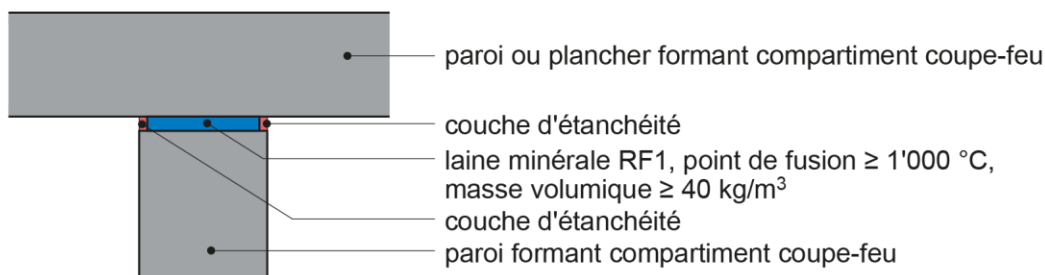 paroi ou plancher formant compartiment coupe-feu
couche d'étanchéité
laine minérale RF1, point de fusion ≥ 1'000 °C,
masse volumique ≥ 40 kg/m³
couche d'étanchéité
paroi formant compartiment coupe-feu